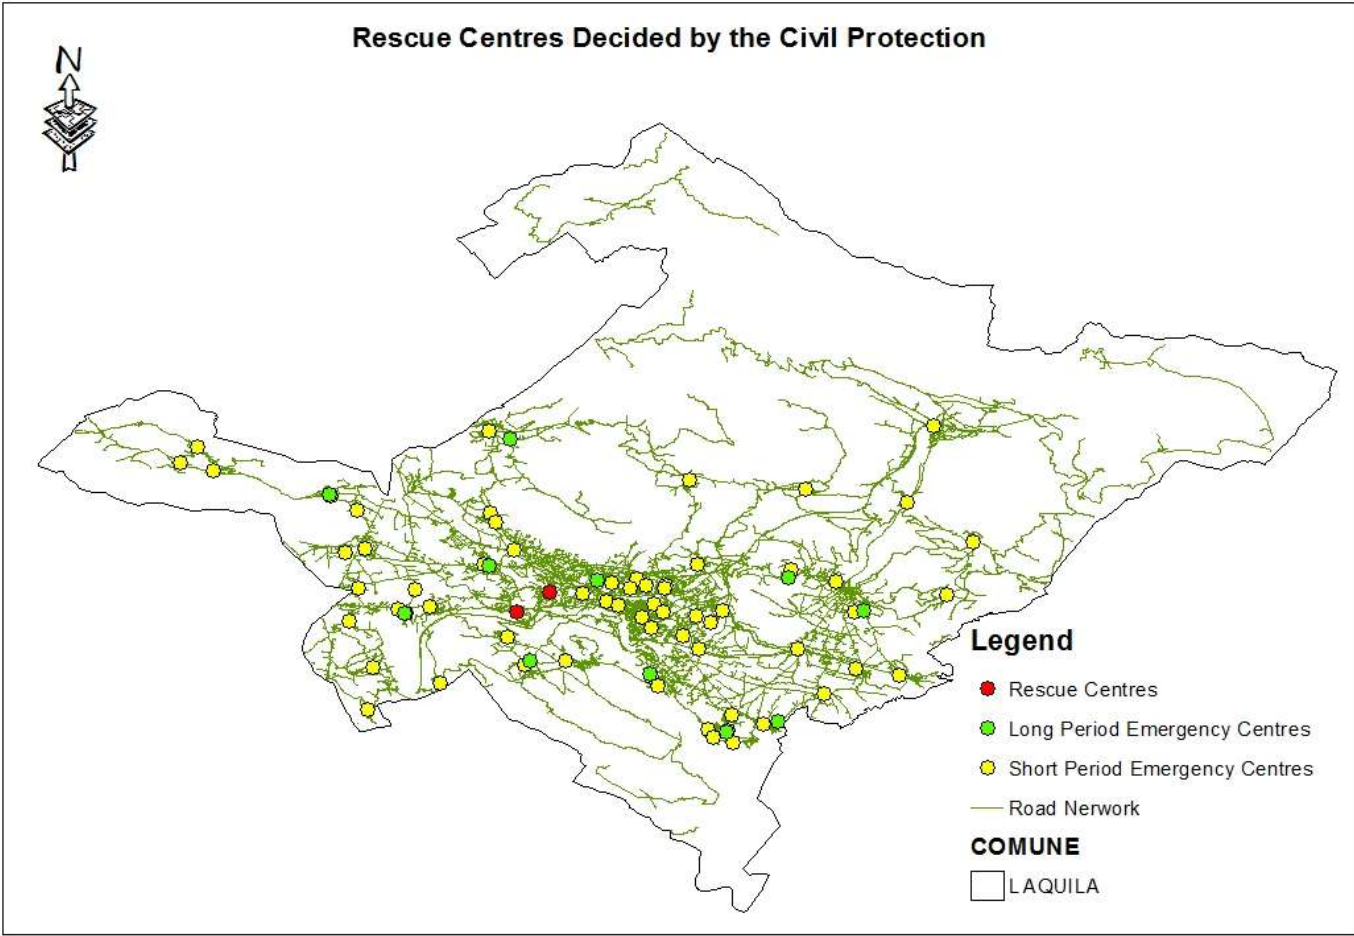 Rescue Centres Decided by the Civil Protection
N
Legend
Rescue Centres
Long Period Emergency Centres
Short Period Emergency Centres
Road Nerwork
COMUNE
LAQUILA